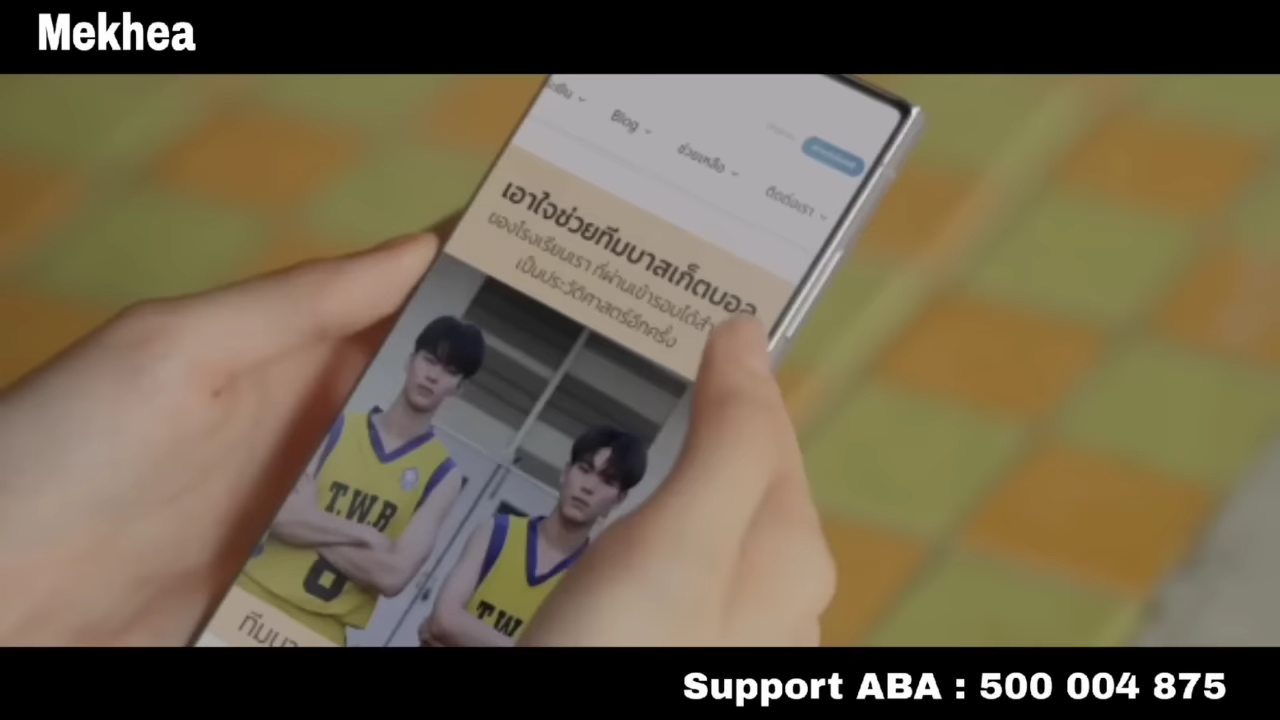 Mekhea
Blog
ช่วยเหลือ
ติดต่อเรา
เอาใจช่วยทีมบาสเก็ตบอล
ของโรงเรียนเรา ที่ผ่านเข้ารอบได้
เป็นประวัติศาสตร์อีกครั้ง
T.W.R
8
T.W
Support ABA : 500 004 875